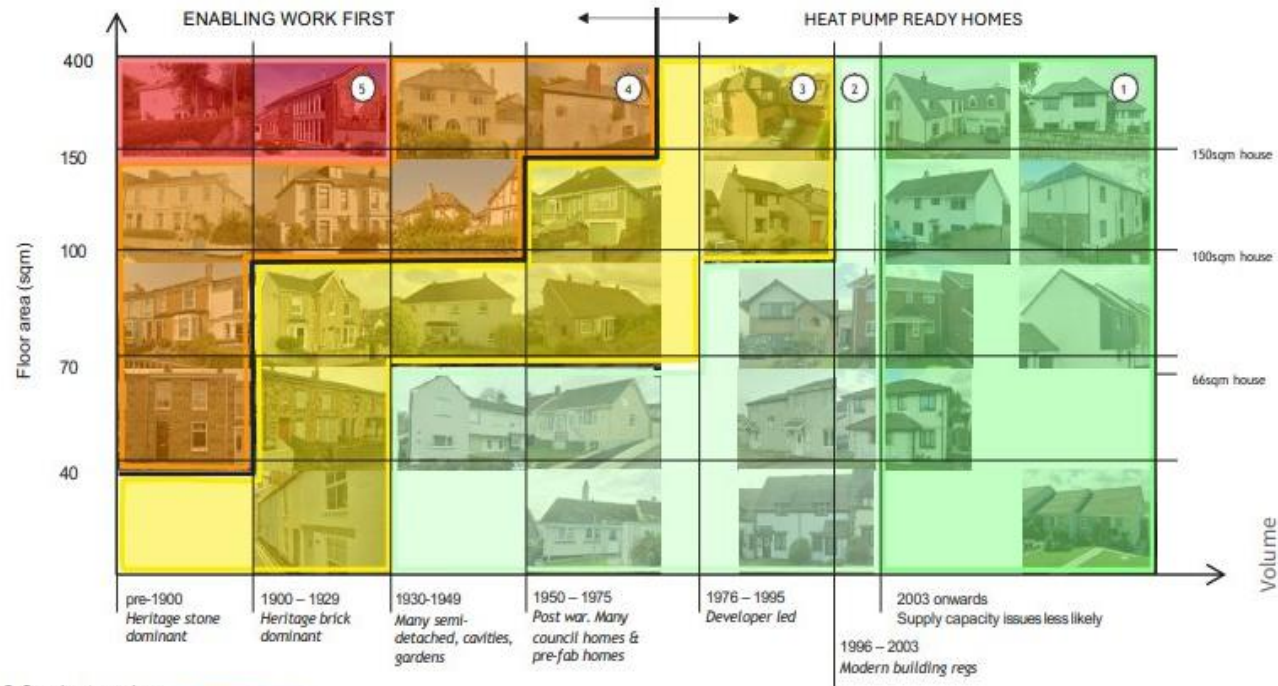 ENABLING WORK FIRST
HEAT PUMP READY HOMES
Floor area (sqm)
400
150
100
70
40
5
4
3
2
1
150sqm house
100sqm house
66sqm house
Volume
pre-1900
Heritage stone
dominant
1900 – 1929
Heritage brick
dominant
1930-1949
Many semi-
detached, cavities,
gardens
1950 – 1975
Post war. Many
council homes &
pre-fab homes
1976 – 1995
Developer led
2003 onwards
Supply capacity issues less likely
1996 – 2003
Modern building regs